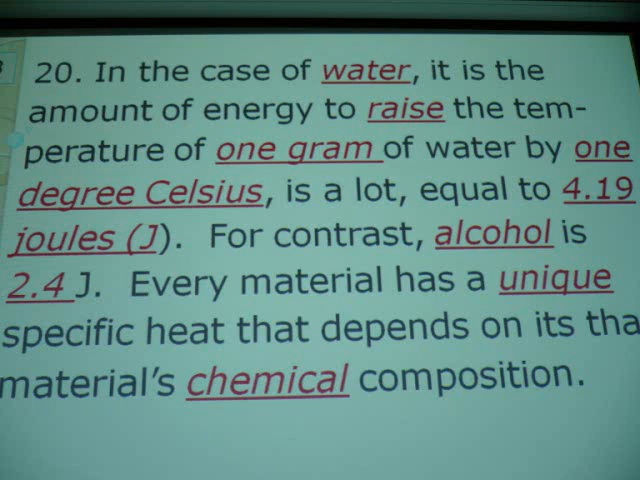 20. In the case of water, it is the
amount of energy to raise the tem-
perature of one gram of water by one
degree Celsius, is a lot, equal to 4.19
joules (J).  For contrast, alcohol is
2.4 J.  Every material has a unique
specific heat that depends on its tha
material's chemical composition.